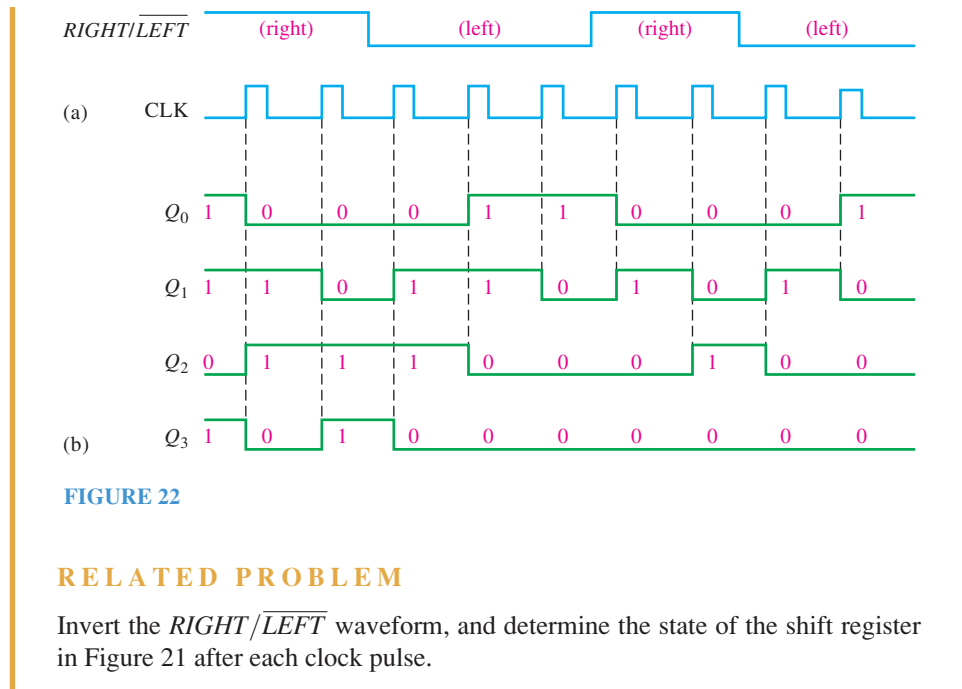 RIGHT/LEFT (right) (left) (right) (left)
(a) CLK
Q0 1 0 0 0 1 1 0 0 0 1
Q1 1 1 0 1 1 0 1 0 1 0
Q2 0 1 1 1 0 0 0 1 0 0
(b) Q3 1 0 1 0 0 0 0 0 0 0
FIGURE 22
RELATED PROBLEM
Invert the RIGHT/LEFT waveform, and determine the state of the shift register
in Figure 21 after each clock pulse.